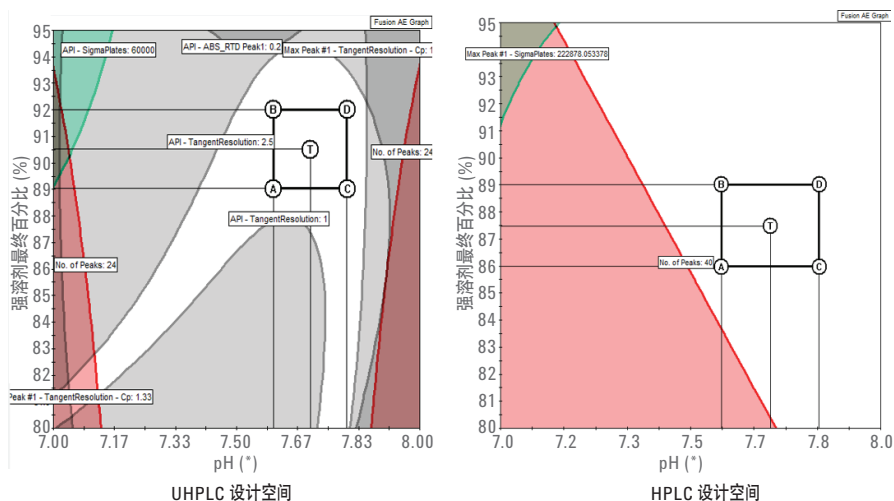 Fusion AE Graph
API - SigmaPlates: 60000
API - ABS_RTD Peak1: 0.2
Max Peak #1 - TangentResolution - Cp: 1
API - TangentResolution: 2.5
No. of Peaks: 24
API - TangentResolution: 1
No. of Peaks: 24
Peak #1 - TangentResolution - Cp: 1.33
B
D
T
A
C
强溶剂最终百分比 (%)
95
94
93
92
91
90
89
88
87
86
85
84
83
82
81
80
7.00 7.17 7.33 7.50 7.67 7.83 8.00
pH (*)
UHPLC 设计空间
Fusion AE Graph
Max Peak #1 - TangentResolution: 222878.053378
No. of Peaks: 40
B
D
T
A
C
强溶剂最终百分比 (%)
95
94
93
92
91
90
89
88
87
86
85
84
83
82
81
80
7.0 7.2 7.3 7.5 7.7 7.8 8.0
pH (*)
HPLC 设计空间